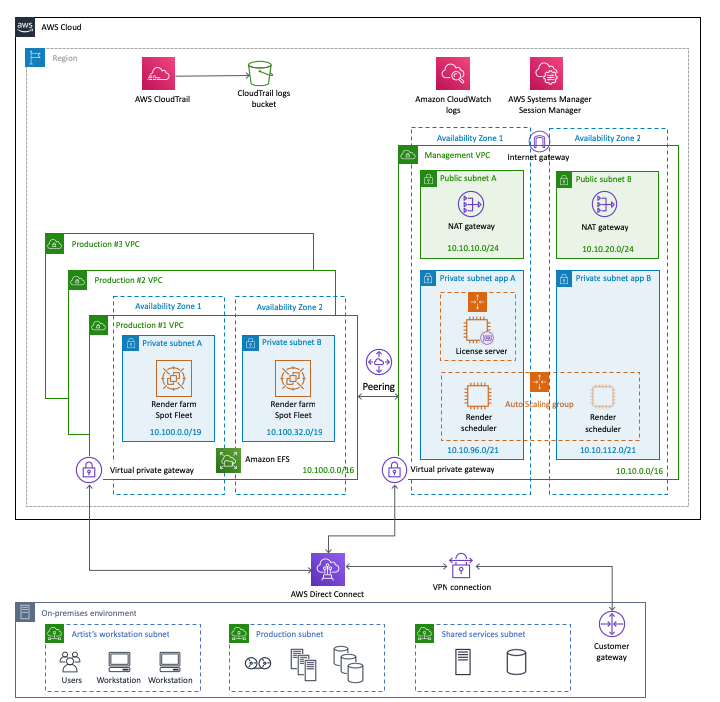 aws
AWS Cloud
Region
AWS CloudTrail
CloudTrail logs
bucket
Amazon CloudWatch
logs
AWS Systems Manager
Session Manager
Availability Zone 1
Availability Zone 2
Internet gateway
Management VPC
Public subnet A
NAT gateway
10.10.10.0/24
Public subnet B
NAT gateway
10.10.20.0/24
Production #3 VPC
Production #2 VPC
Availability Zone 1
Availability Zone 2
Production #1 VPC
Private subnet A
Render farm
Spot Fleet
10.100.0.0/19
Private subnet B
Render farm
Spot Fleet
10.100.32.0/19
Peering
Private subnet app A
License server
Private subnet app B
Auto Scaling group
Render
scheduler
Render
scheduler
10.10.96.0/21
10.10.112.0/21
Virtual private gateway
Amazon EFS
10.100.0.0/16
Virtual private gateway
10.10.0.0/16
AWS Direct Connect
VPN connection
On-premises environment
Artist's workstation subnet
Users
Workstation
Workstation
Production subnet
Shared services subnet
Customer
gateway